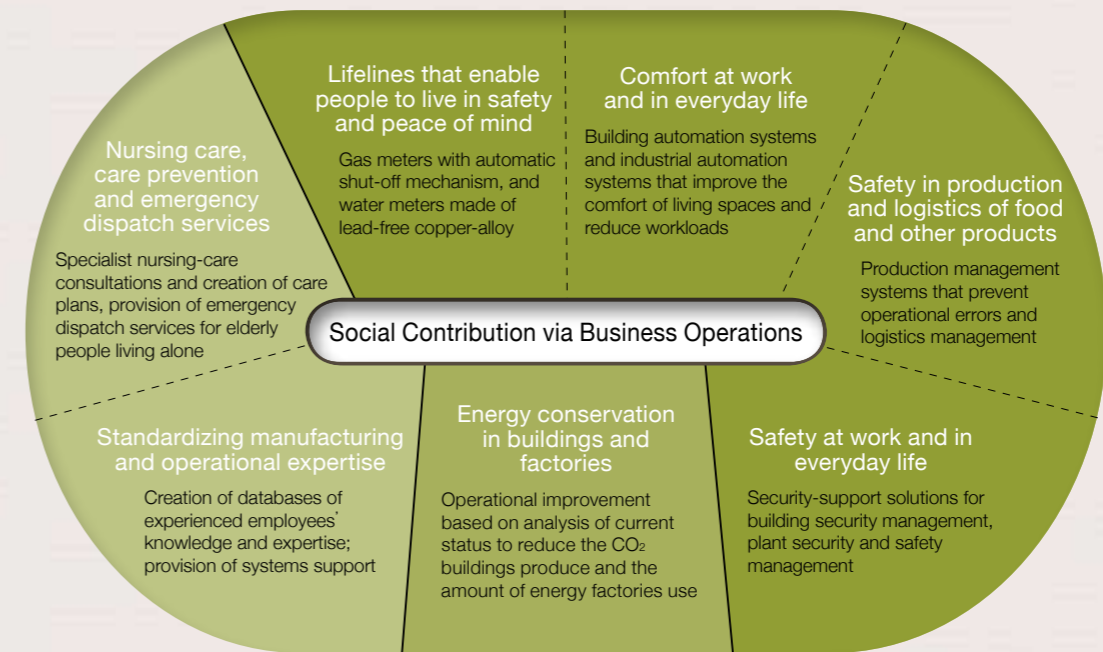 Lifelines that enable
people to live in safety
and peace of mind
Gas meters with automatic
shut-off mechanism, and
water meters made of
lead-free copper-alloy
Comfort at work
and in everyday life
Building automation systems
and industrial automation
systems that improve the
comfort of living spaces and
reduce workloads
Nursing care,
care prevention
and emergency
dispatch services
Specialist nursing-care
consultations and creation of care
plans, provision of emergency
dispatch services for elderly
people living alone
Safety in production
and logistics of food
and other products
Production management
systems that prevent
operational errors and
logistics management
Social Contribution via Business Operations
Standardizing manufacturing
and operational expertise
Creation of databases of
experienced employees'
knowledge and expertise;
provision of systems support
Energy conservation
in buildings and
factories
Operational improvement
based on analysis of current
status to reduce the CO₂
buildings produce and the
amount of energy factories use
Safety at work and in
everyday life
Security-support solutions for
building security management,
plant security and safety
management